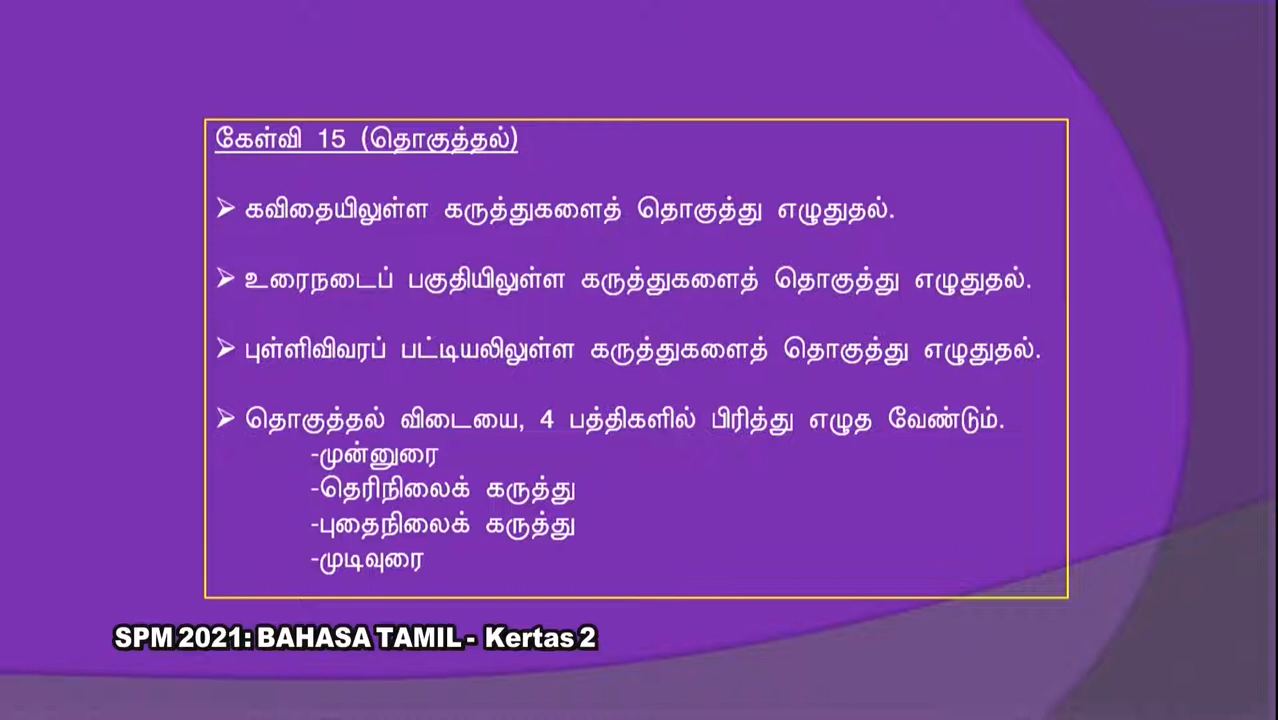 கேள்வி 15 (தொகுத்தல்)
➢ கவிதையிலுள்ள கருத்துகளைத் தொகுத்து எழுதுதல்.
➢ உரைநடைப் பகுதியிலுள்ள கருத்துகளைத் தொகுத்து எழுதுதல்.
➢ புள்ளிவிவரப் பட்டியலிலுள்ள கருத்துகளைத் தொகுத்து எழுதுதல்.
➢ தொகுத்தல் விடையை, 4 பத்திகளில் பிரித்து எழுத வேண்டும்.
-முன்னுரை
-தெரிநிலைக் கருத்து
-புதைநிலைக் கருத்து
-முடிவுரை
SPM 2021: BAHASA TAMIL - Kertas 2